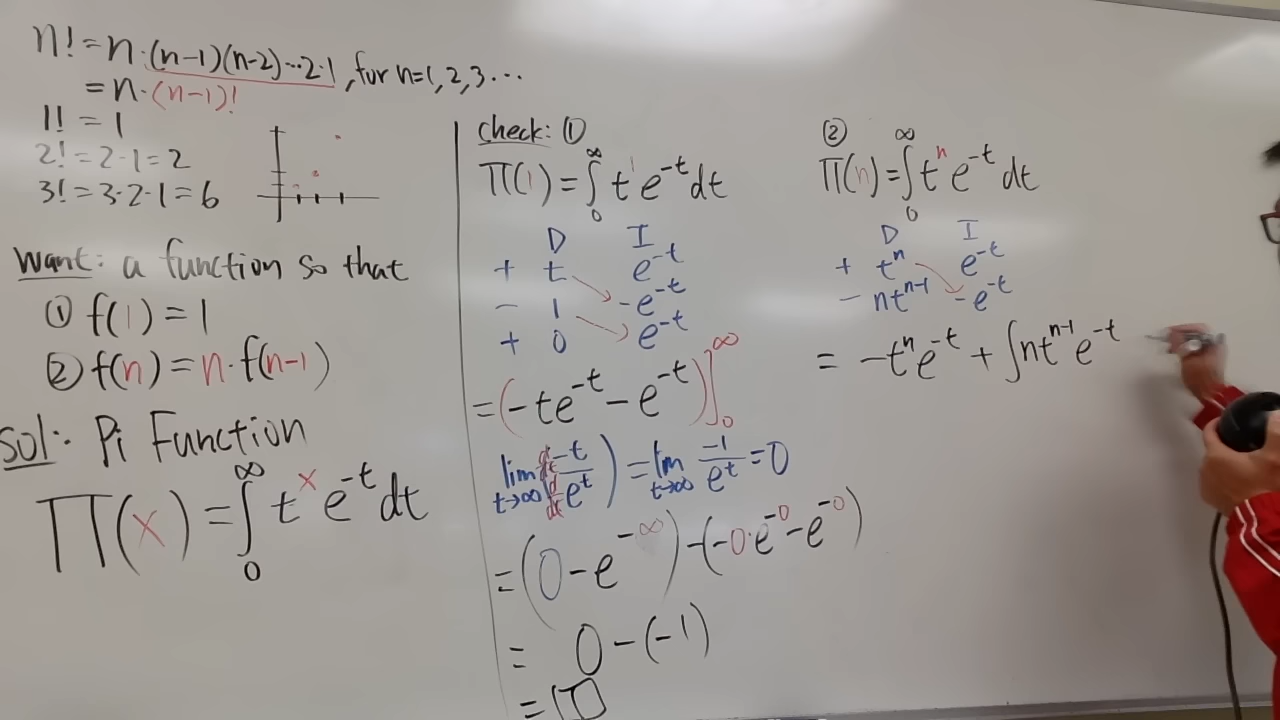 n! = n·(n-1)(n-2)···2·1, for n=1, 2, 3 ···
= n·(n-1)!
1! = 1
2! = 2·1 = 2
3! = 3·2·1 = 6
Want: a function so that
① f(1) = 1
② f(n) = n·f(n-1)
Sol: Pi Function
Π(x) = ∫₀^∞ t^x e^-t dt
check: ①
Π(1) = ∫₀^∞ t^1 e^-t dt
D I
+ t e^-t
- 1 -e^-t
+ 0 e^-t
= (-te^-t - e^-t)]₀^∞
lim t→∞ (d/dt -t / d/dt e^t) = lim t→∞ -1/e^t = 0
= (0 - e^-∞) - (-0·e^-0 - e^-0)
= 0 - (-1)
= 1
②
Π(n) = ∫₀^∞ t^n e^-t dt
D I
+ t^n e^-t
- nt^n-1 -e^-t
= -t^n e^-t + ∫nt^n-1 e^-t